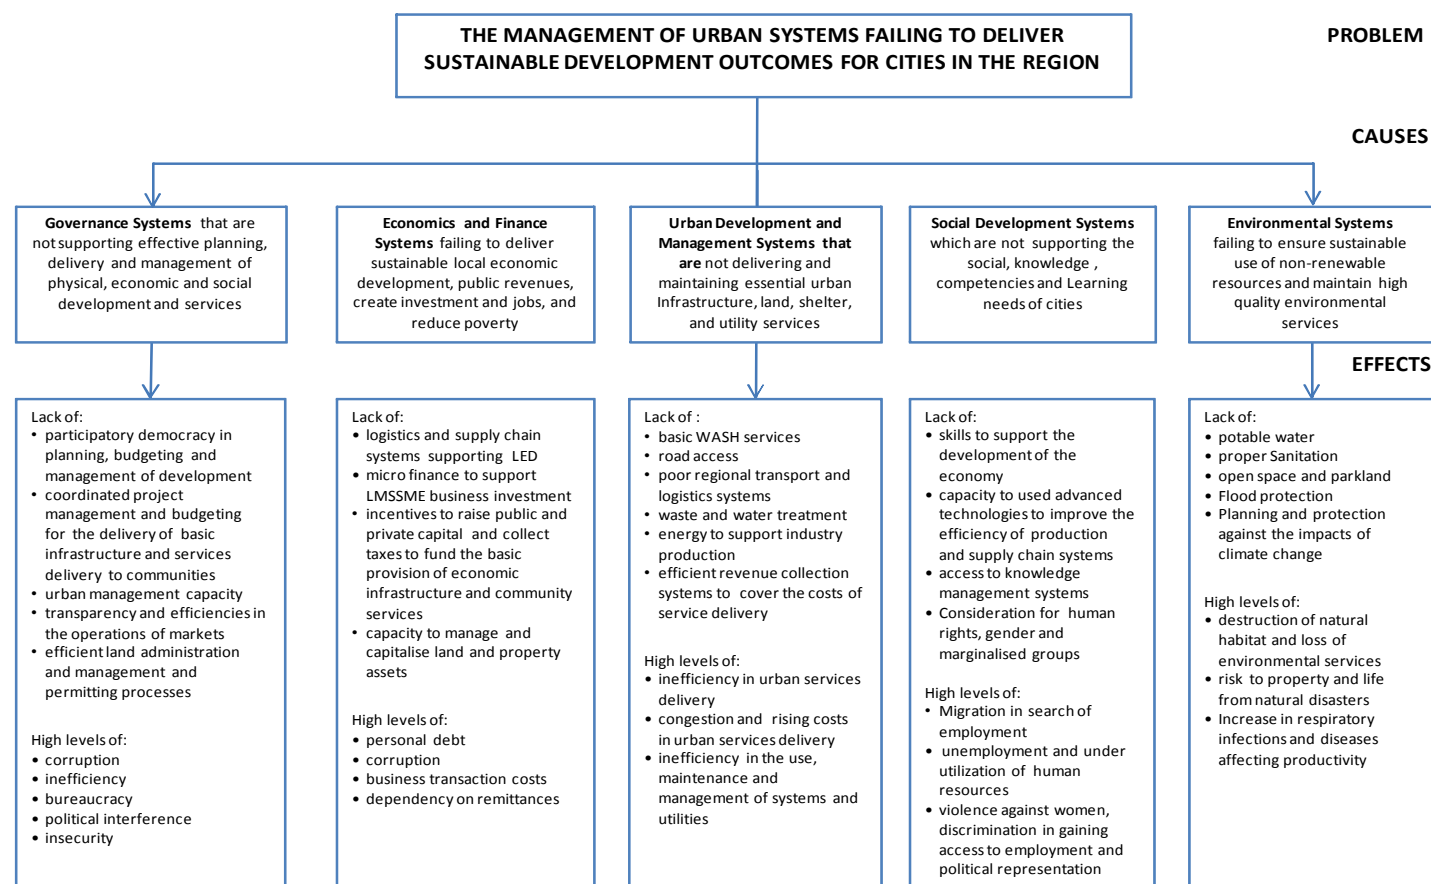 THE MANAGEMENT OF URBAN SYSTEMS FAILING TO DELIVER
SUSTAINABLE DEVELOPMENT OUTCOMES FOR CITIES IN THE REGION
PROBLEM
CAUSES
Governance Systems that are
not supporting effective planning,
delivery and management of
physical, economic and social
development and services
Economics and Finance
Systems failing to deliver
sustainable local economic
development, public revenues,
create investment and jobs, and
reduce poverty
Urban Development and
Management Systems that
are not delivering and
maintaining essential urban
Infrastructure, land, shelter,
and utility services
Social Development Systems
which are not supporting the
social, knowledge ,
competencies and Learning
needs of cities
Environmental Systems
failing to ensure sustainable
use of non-renewable
resources and maintain high
quality environmental
services
EFFECTS
Lack of:
• participatory democracy in
planning, budgeting and
management of development
• coordinated project
management and budgeting
for the delivery of basic
infrastructure and services
delivery to communities
• urban management capacity
• transparency and efficiencies in
the operations of markets
• efficient land administration
and management and
permitting processes
High levels of:
• corruption
• inefficiency
• bureaucracy
• political interference
• insecurity
Lack of:
• logistics and supply chain
systems supporting LED
• micro finance to support
LMSSME business investment
• incentives to raise public and
private capital and collect
taxes to fund the basic
provision of economic
infrastructure and community
services
• capacity to manage and
capitalise land and property
assets
High levels of:
• personal debt
• corruption
• business transaction costs
• dependency on remittances
Lack of :
• basic WASH services
• road access
• poor regional transport and
logistics systems
• waste and water treatment
• energy to support industry
production
• efficient revenue collection
systems to cover the costs of
service delivery
High levels of:
• inefficiency in urban services
delivery
• congestion and rising costs
in urban services delivery
• inefficiency in the use,
maintenance and
management of systems and
utilities
Lack of:
• skills to support the
development of the
economy
• capacity to used advanced
technologies to improve the
efficiency of production
and supply chain systems
• access to knowledge
management systems
• Consideration for human
rights, gender and
marginalised groups
High levels of:
• Migration in search of
employment
• unemployment and under
utilization of human
resources
• violence against women,
discrimination in gaining
access to employment and
political representation
Lack of:
• potable water
• proper Sanitation
• open space and parkland
• Flood protection
• Planning and protection
against the impacts of
climate change
High levels of:
• destruction of natural
habitat and loss of
environmental services
• risk to property and life
from natural disasters
• Increase in respiratory
infections and diseases
affecting productivity